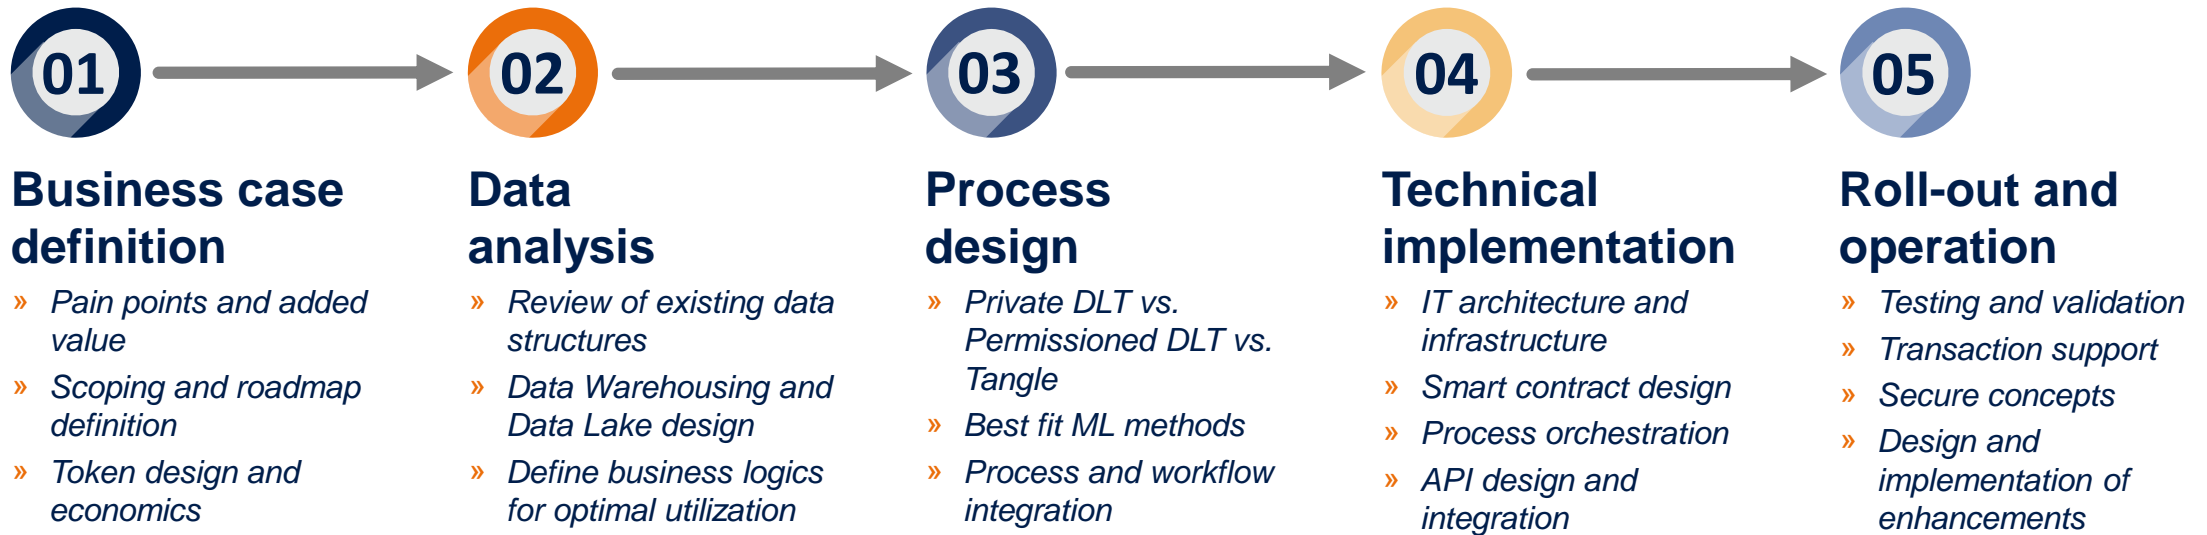 01
Business case
definition
» Pain points and added
value
» Scoping and roadmap
definition
» Token design and
economics
02
Data
analysis
» Review of existing data
structures
» Data Warehousing and
Data Lake design
» Define business logics
for optimal utilization
03
Process
design
» Private DLT vs.
Permissioned DLT vs.
Tangle
» Best fit ML methods
» Process and workflow
integration
04
Technical
implementation
» IT architecture and
infrastructure
» Smart contract design
» Process orchestration
» API design and
integration
05
Roll-out and
operation
» Testing and validation
» Transaction support
» Secure concepts
» Design and
implementation of
enhancements